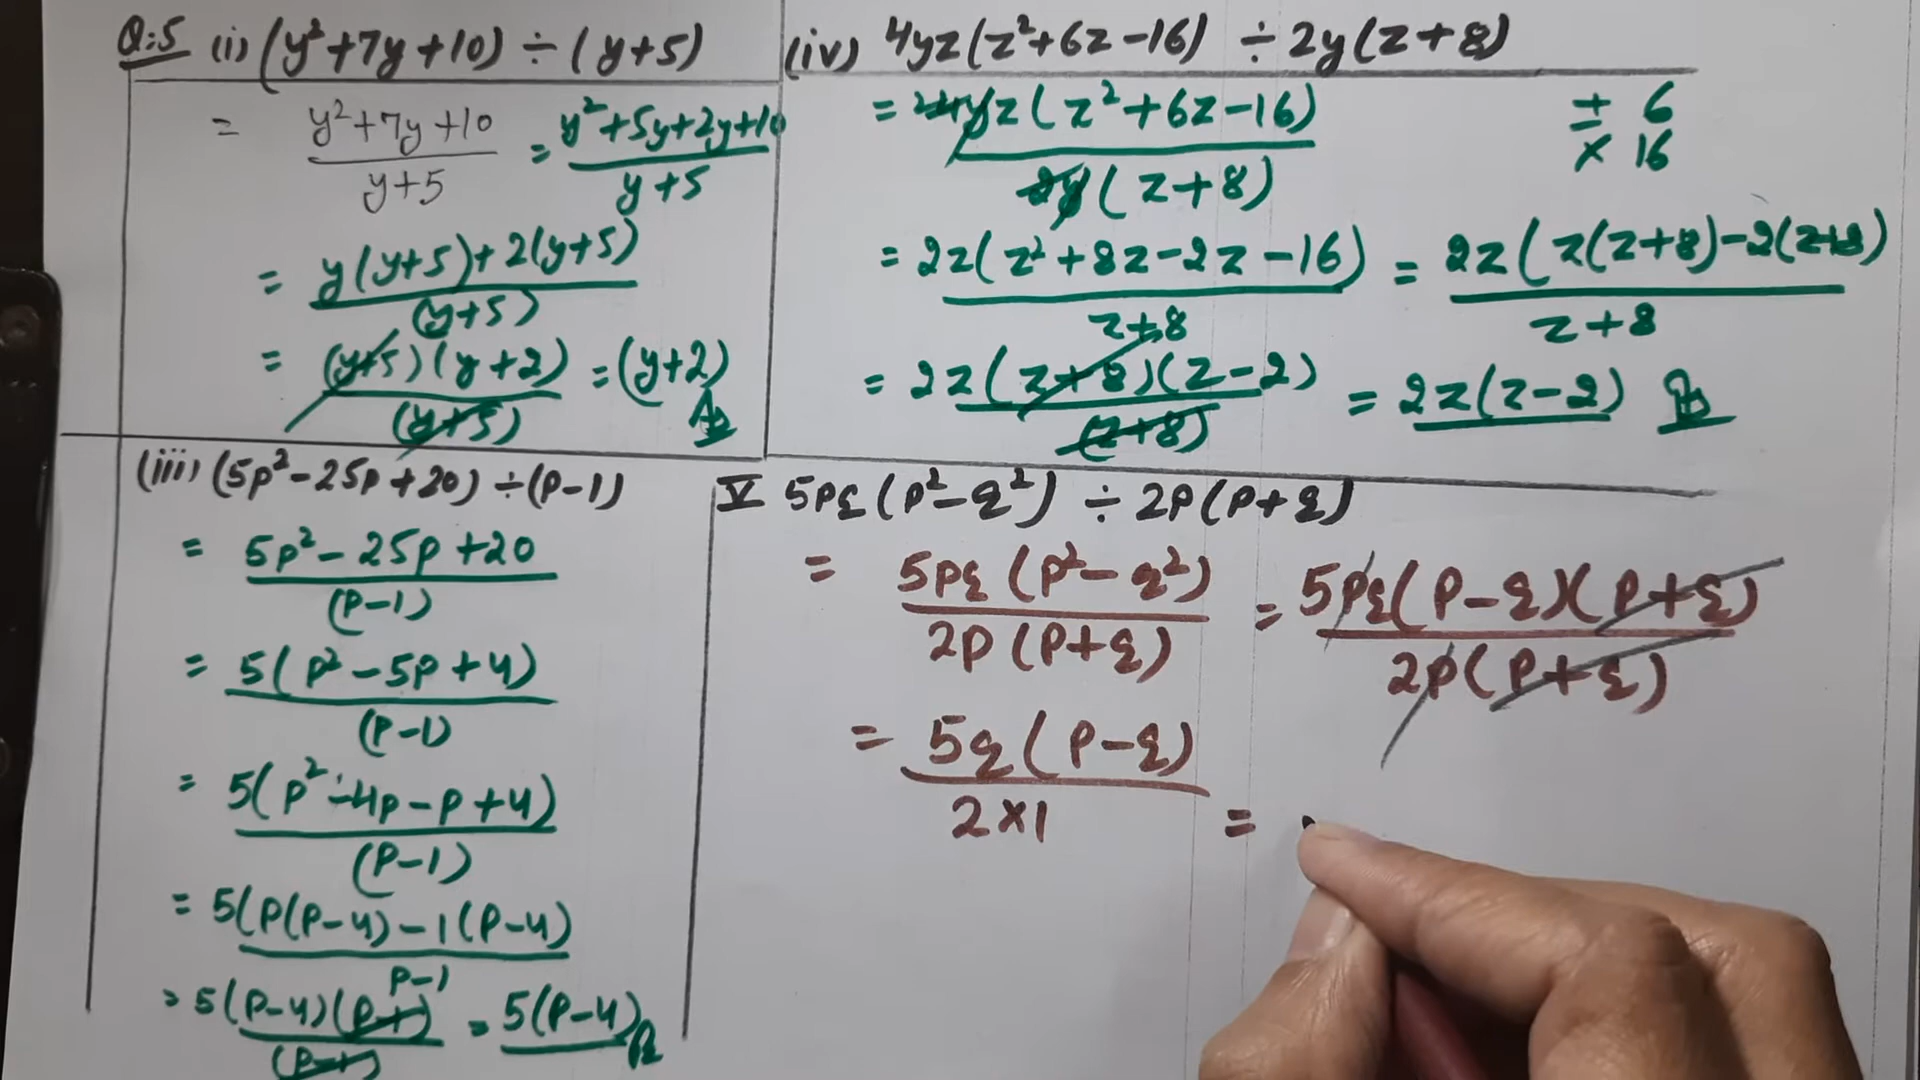 Q:5 (i) (y²+7y+10) ÷ (y+5)
= y²+7y+10 / y+5 = y²+5y+2y+10 / y+5
= y(y+5)+2(y+5) / (y+5)
= (y+5)(y+2) / (y+5) = (y+2)
(iv) 4yz(z²+6z-16) ÷ 2y(z+8)
= 4yz(z²+6z-16) / 2y(z+8)
+ 6
× 16
= 2z(z²+8z-2z-16) / z+8 = 2z(z(z+8)-2(z+8) / z+8
= 2z(z+8)(z-2) / (z+8) = 2z(z-2)
(iii) (5p²-25p+20) ÷ (p-1)
= 5p²-25p+20 / (p-1)
= 5(p²-5p+4) / (p-1)
= 5(p²-4p-p+4) / (p-1)
= 5(p(p-4)-1(p-4) / p-1
= 5(p-4)(p-1) / (p-1) = 5(p-4)
V 5pq(p²-q²) ÷ 2p(p+q)
= 5pq(p²-q²) / 2p(p+q) = 5pq(p-q)(p+q) / 2p(p+q)
= 5q(p-q) / 2×1 =